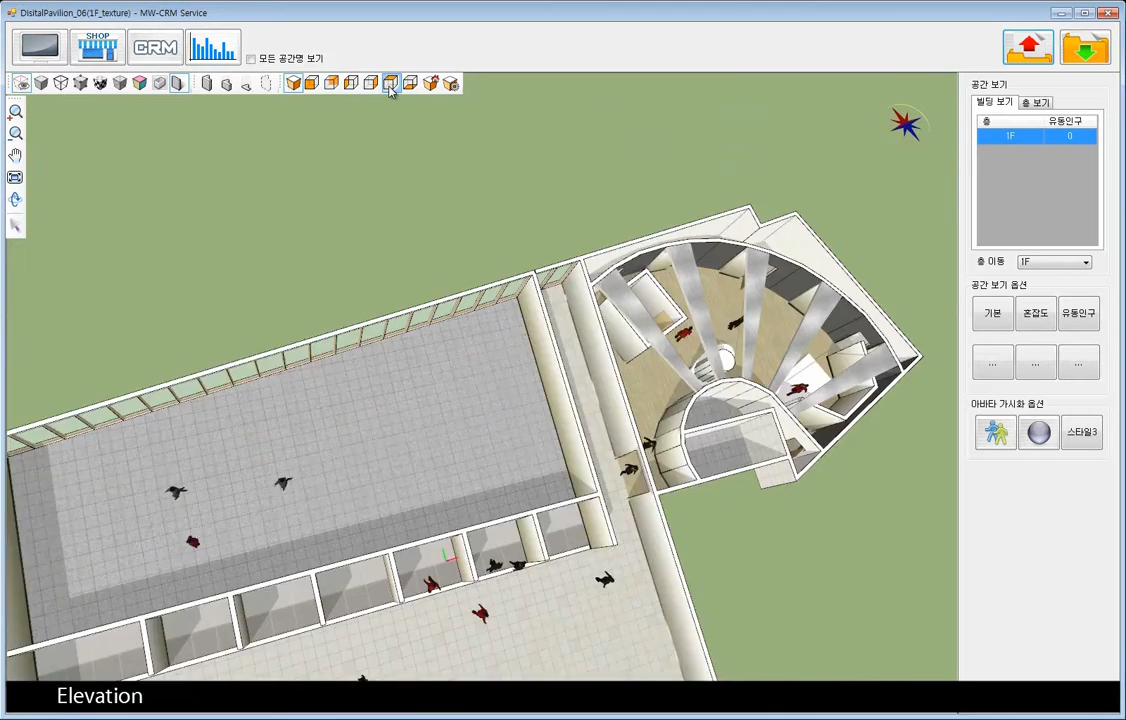 DisitalPavilion_06(1F_texture) - MW-CRM Service
SHOP
CRM
모든 공간명 보기
공간 보기
빌딩 보기
층 보기
층
유동인구
1F
0
층 이동
1F
공간 보기 옵션
기본
혼잡도
유동인구
...
...
...
아바타 가시화 옵션
스타일3
Elevation